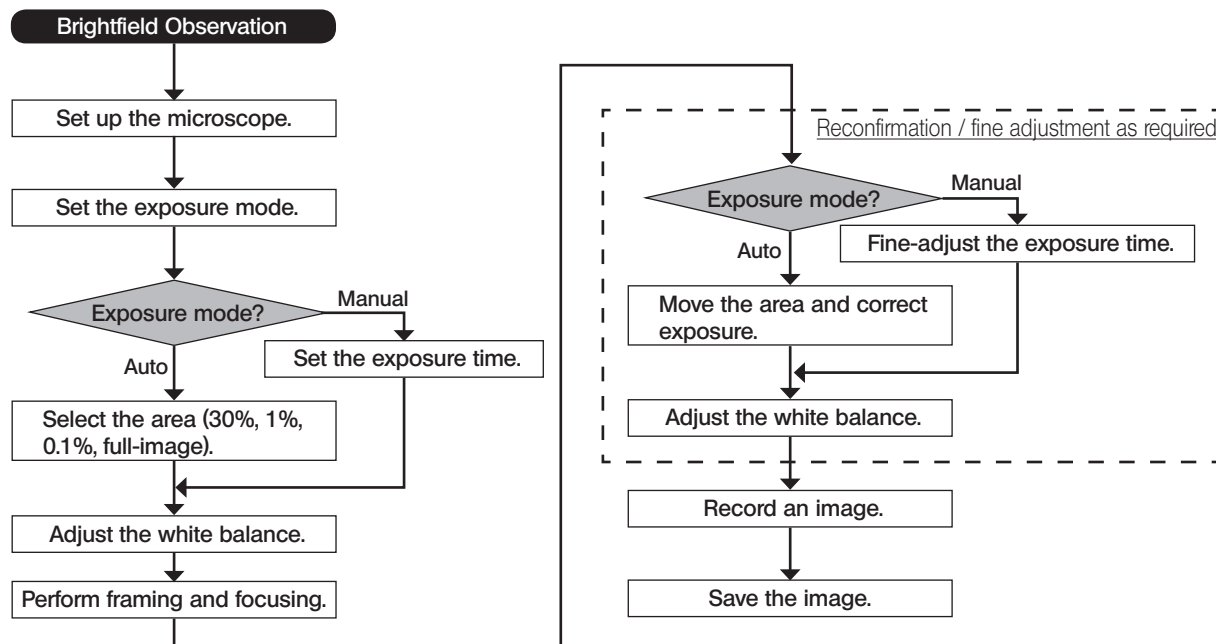 Brightfield Observation
Set up the microscope.
Set the exposure mode.
Exposure mode?
Manual
Auto
Set the exposure time.
Select the area (30%, 1%,
0.1%, full-image).
Adjust the white balance.
Perform framing and focusing.
Reconfirmation / fine adjustment as required
Exposure mode?
Manual
Auto
Fine-adjust the exposure time.
Move the area and correct
exposure.
Adjust the white balance.
Record an image.
Save the image.